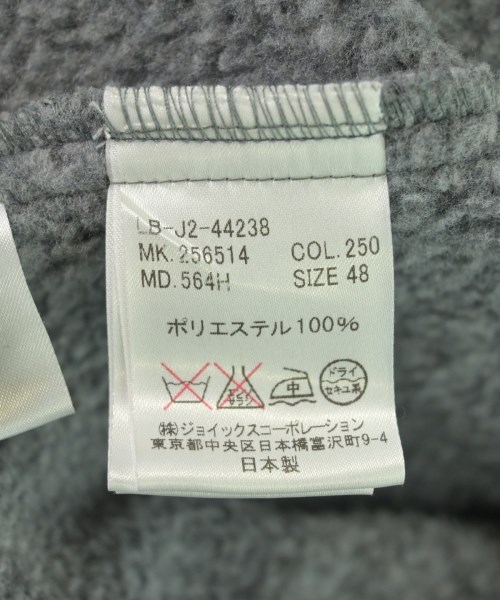 LB-J2-44238
MK.256514 COL.250
MD.564H SIZE 48
ポリエステル100%
中
ドライ
セキユ系
(株)ジョイックスコーポレーション
東京都中央区日本橋富沢町9-4
日本製